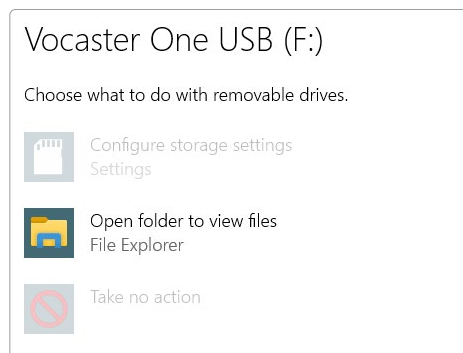 Vocaster One USB (F:)
Choose what to do with removable drives.
Configure storage settings
Settings
Open folder to view files
File Explorer
Take no action